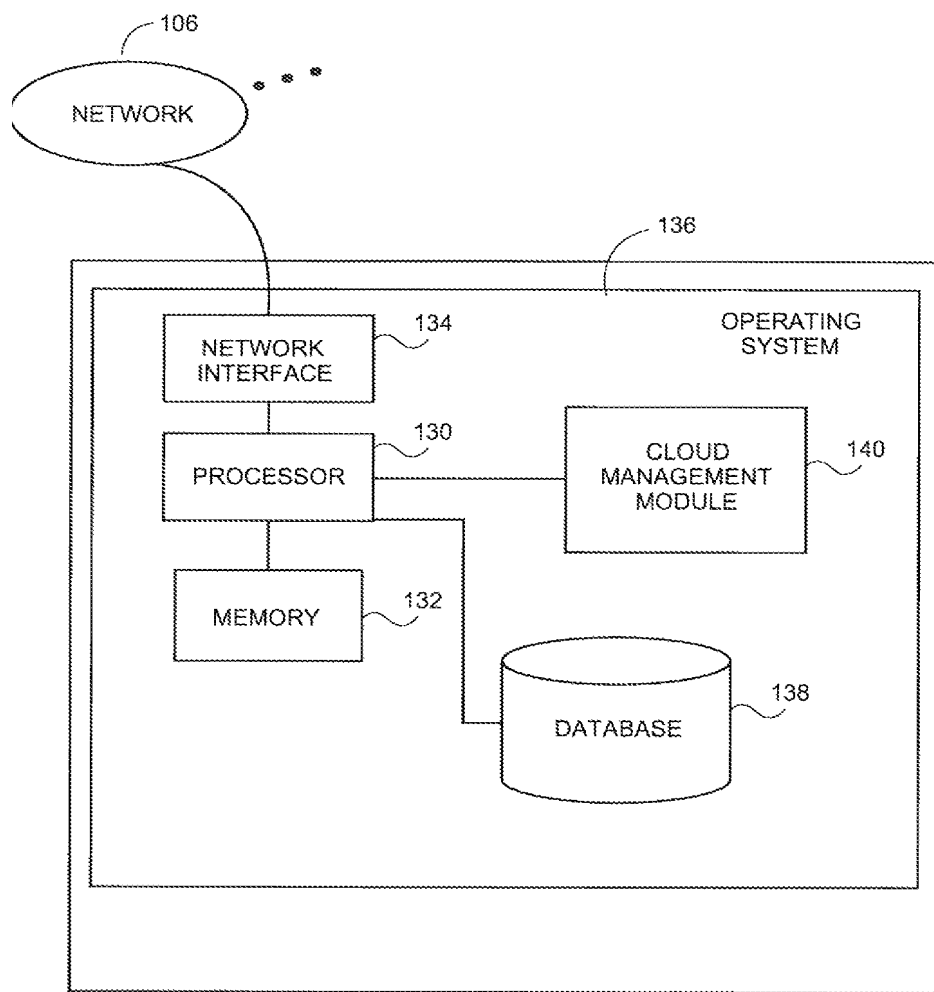 106
NETWORK
136
OPERATING
SYSTEM
134
NETWORK
INTERFACE
130
PROCESSOR
CLOUD
MANAGEMENT
MODULE
140
132
MEMORY
138
DATABASE